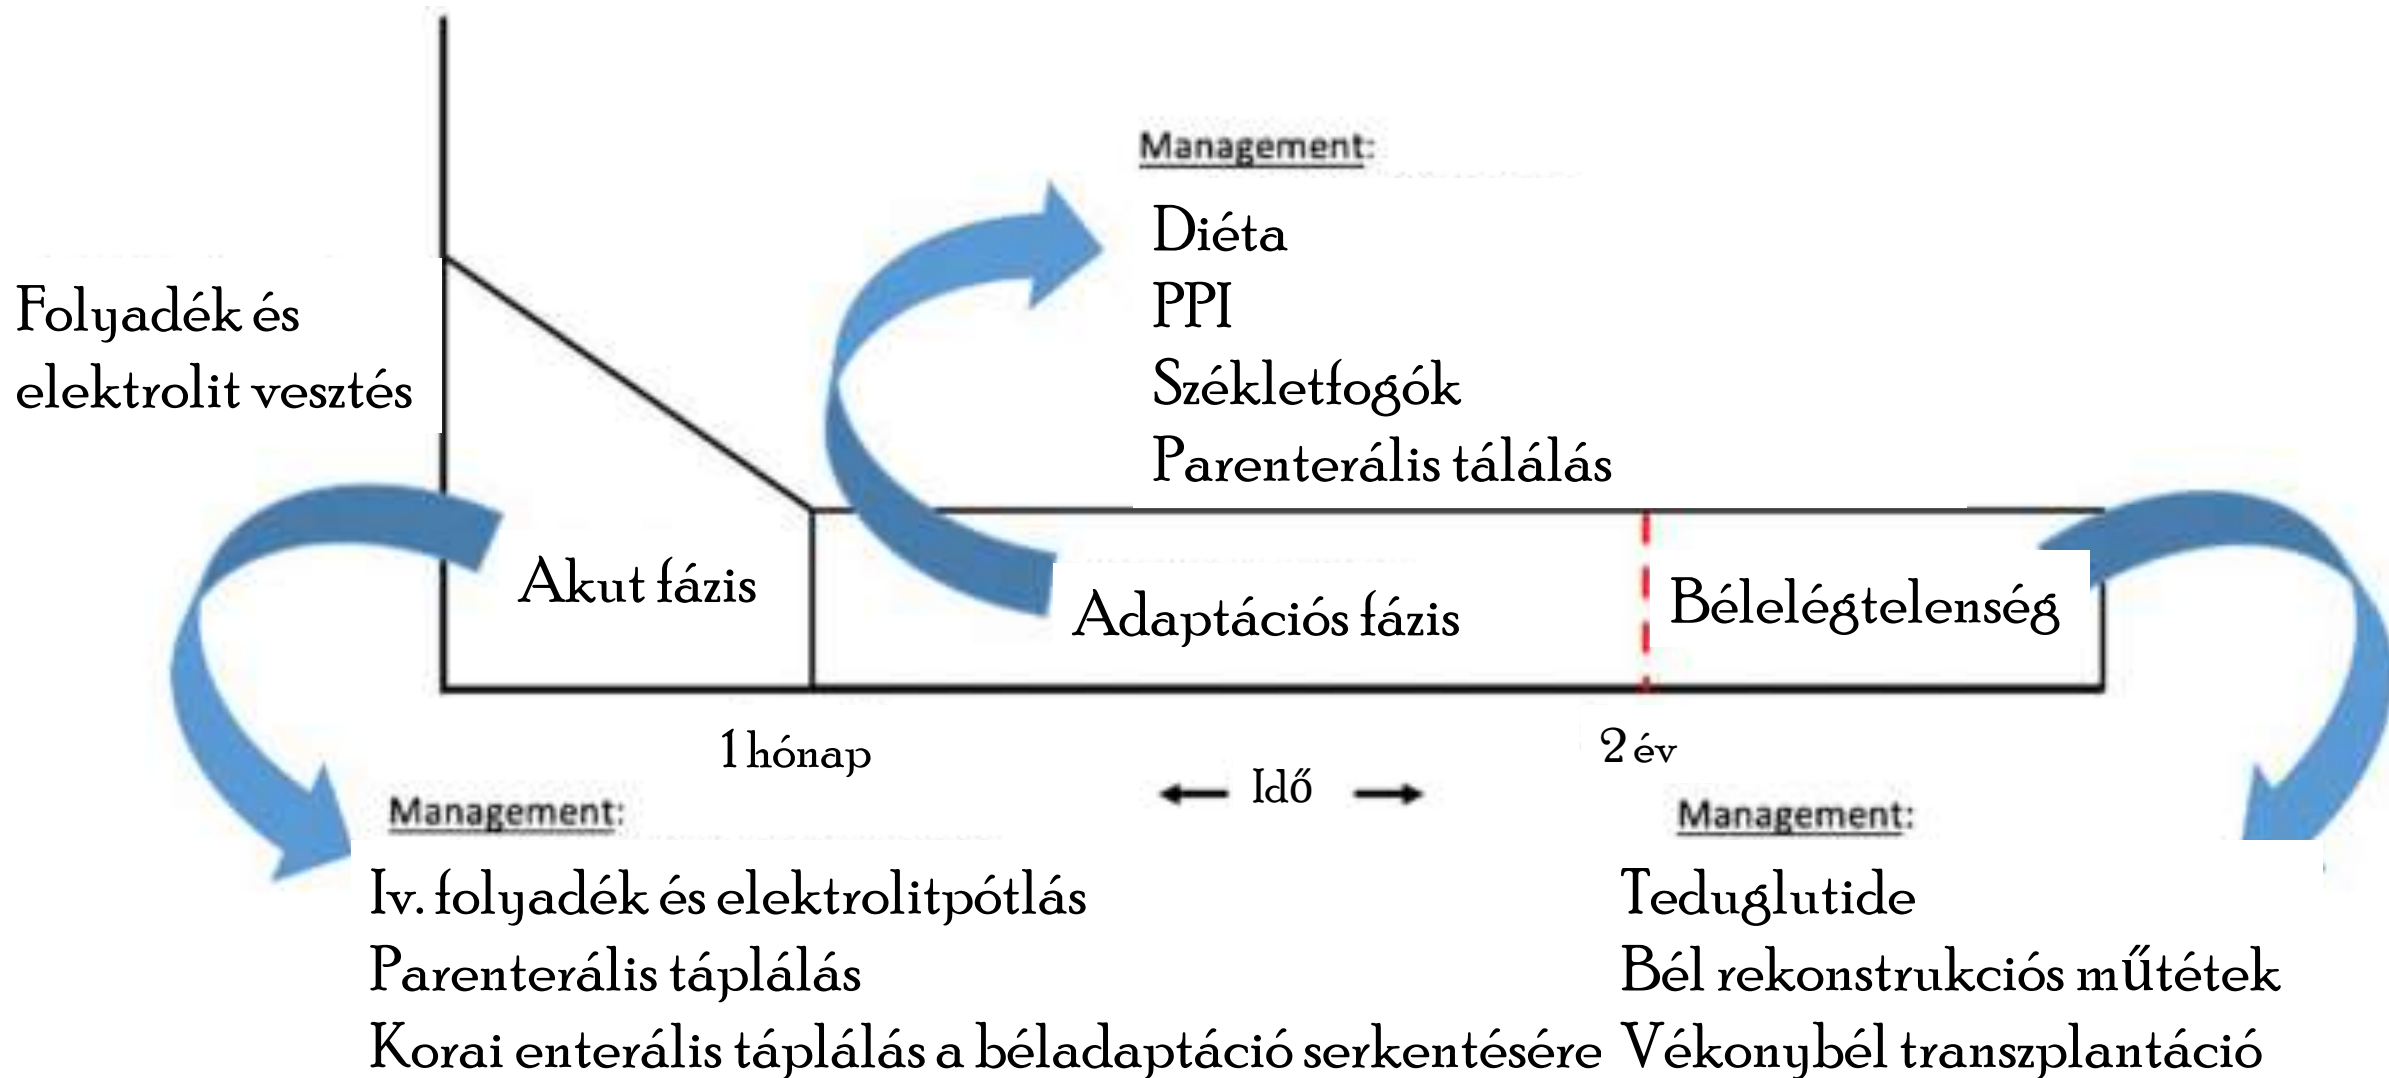 Management:
Diéta
PPI
Székletfogók
Parenterális tálálás
Folyadék és
elektrolit vesztés
Akut fázis
Adaptációs fázis
Bélelégtelenség
1 hónap
2 év
Idő
Management:
Iv. folyadék és elektrolitpótlás
Parenterális táplálás
Korai enterális táplálás a béladaptáció serkentésére
Management:
Teduglutide
Bél rekonstrukciós műtétek
Vékonybél transzplantáció